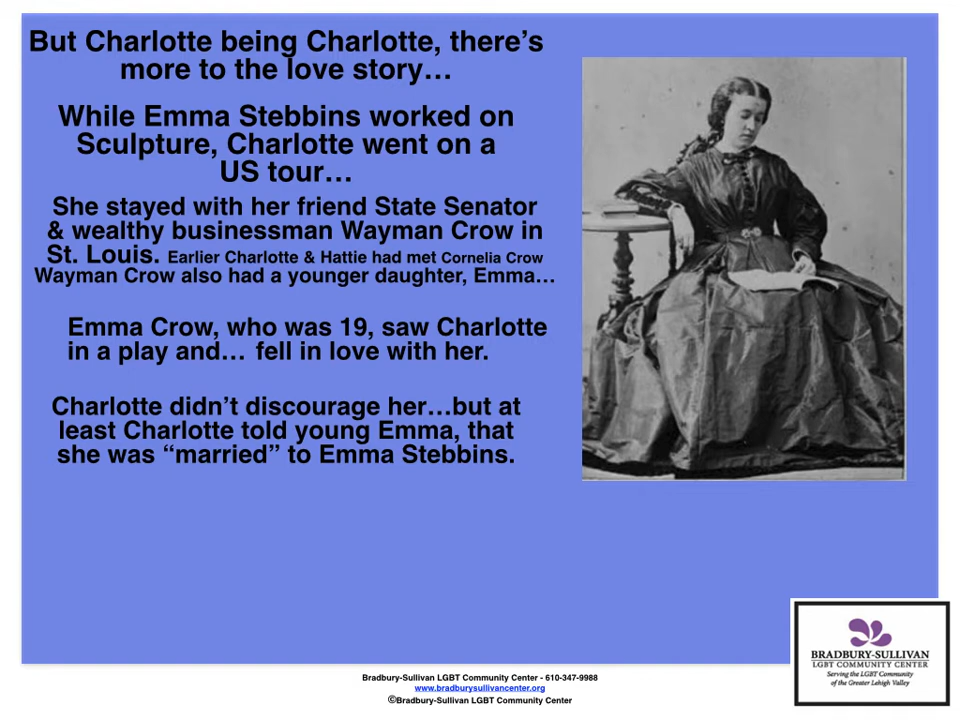 But Charlotte being Charlotte, there’s
more to the love story…
While Emma Stebbins worked on
Sculpture, Charlotte went on a
US tour…
She stayed with her friend State Senator
& wealthy businessman Wayman Crow in
St. Louis. Earlier Charlotte & Hattie had met Cornelia Crow
Wayman Crow also had a younger daughter, Emma…
Emma Crow, who was 19, saw Charlotte
in a play and… fell in love with her.
Charlotte didn’t discourage her…but at
least Charlotte told young Emma, that
she was “married” to Emma Stebbins.
BRADBURY-SULLIVAN
LGBT COMMUNITY CENTER
Serving the LGBT Community
of the Greater Lehigh Valley
Bradbury-Sullivan LGBT Community Center - 610-347-9988
www.bradburysullivancenter.org
©Bradbury-Sullivan LGBT Community Center